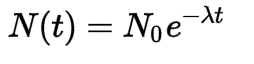 N(t) = N₀e^{-λt}